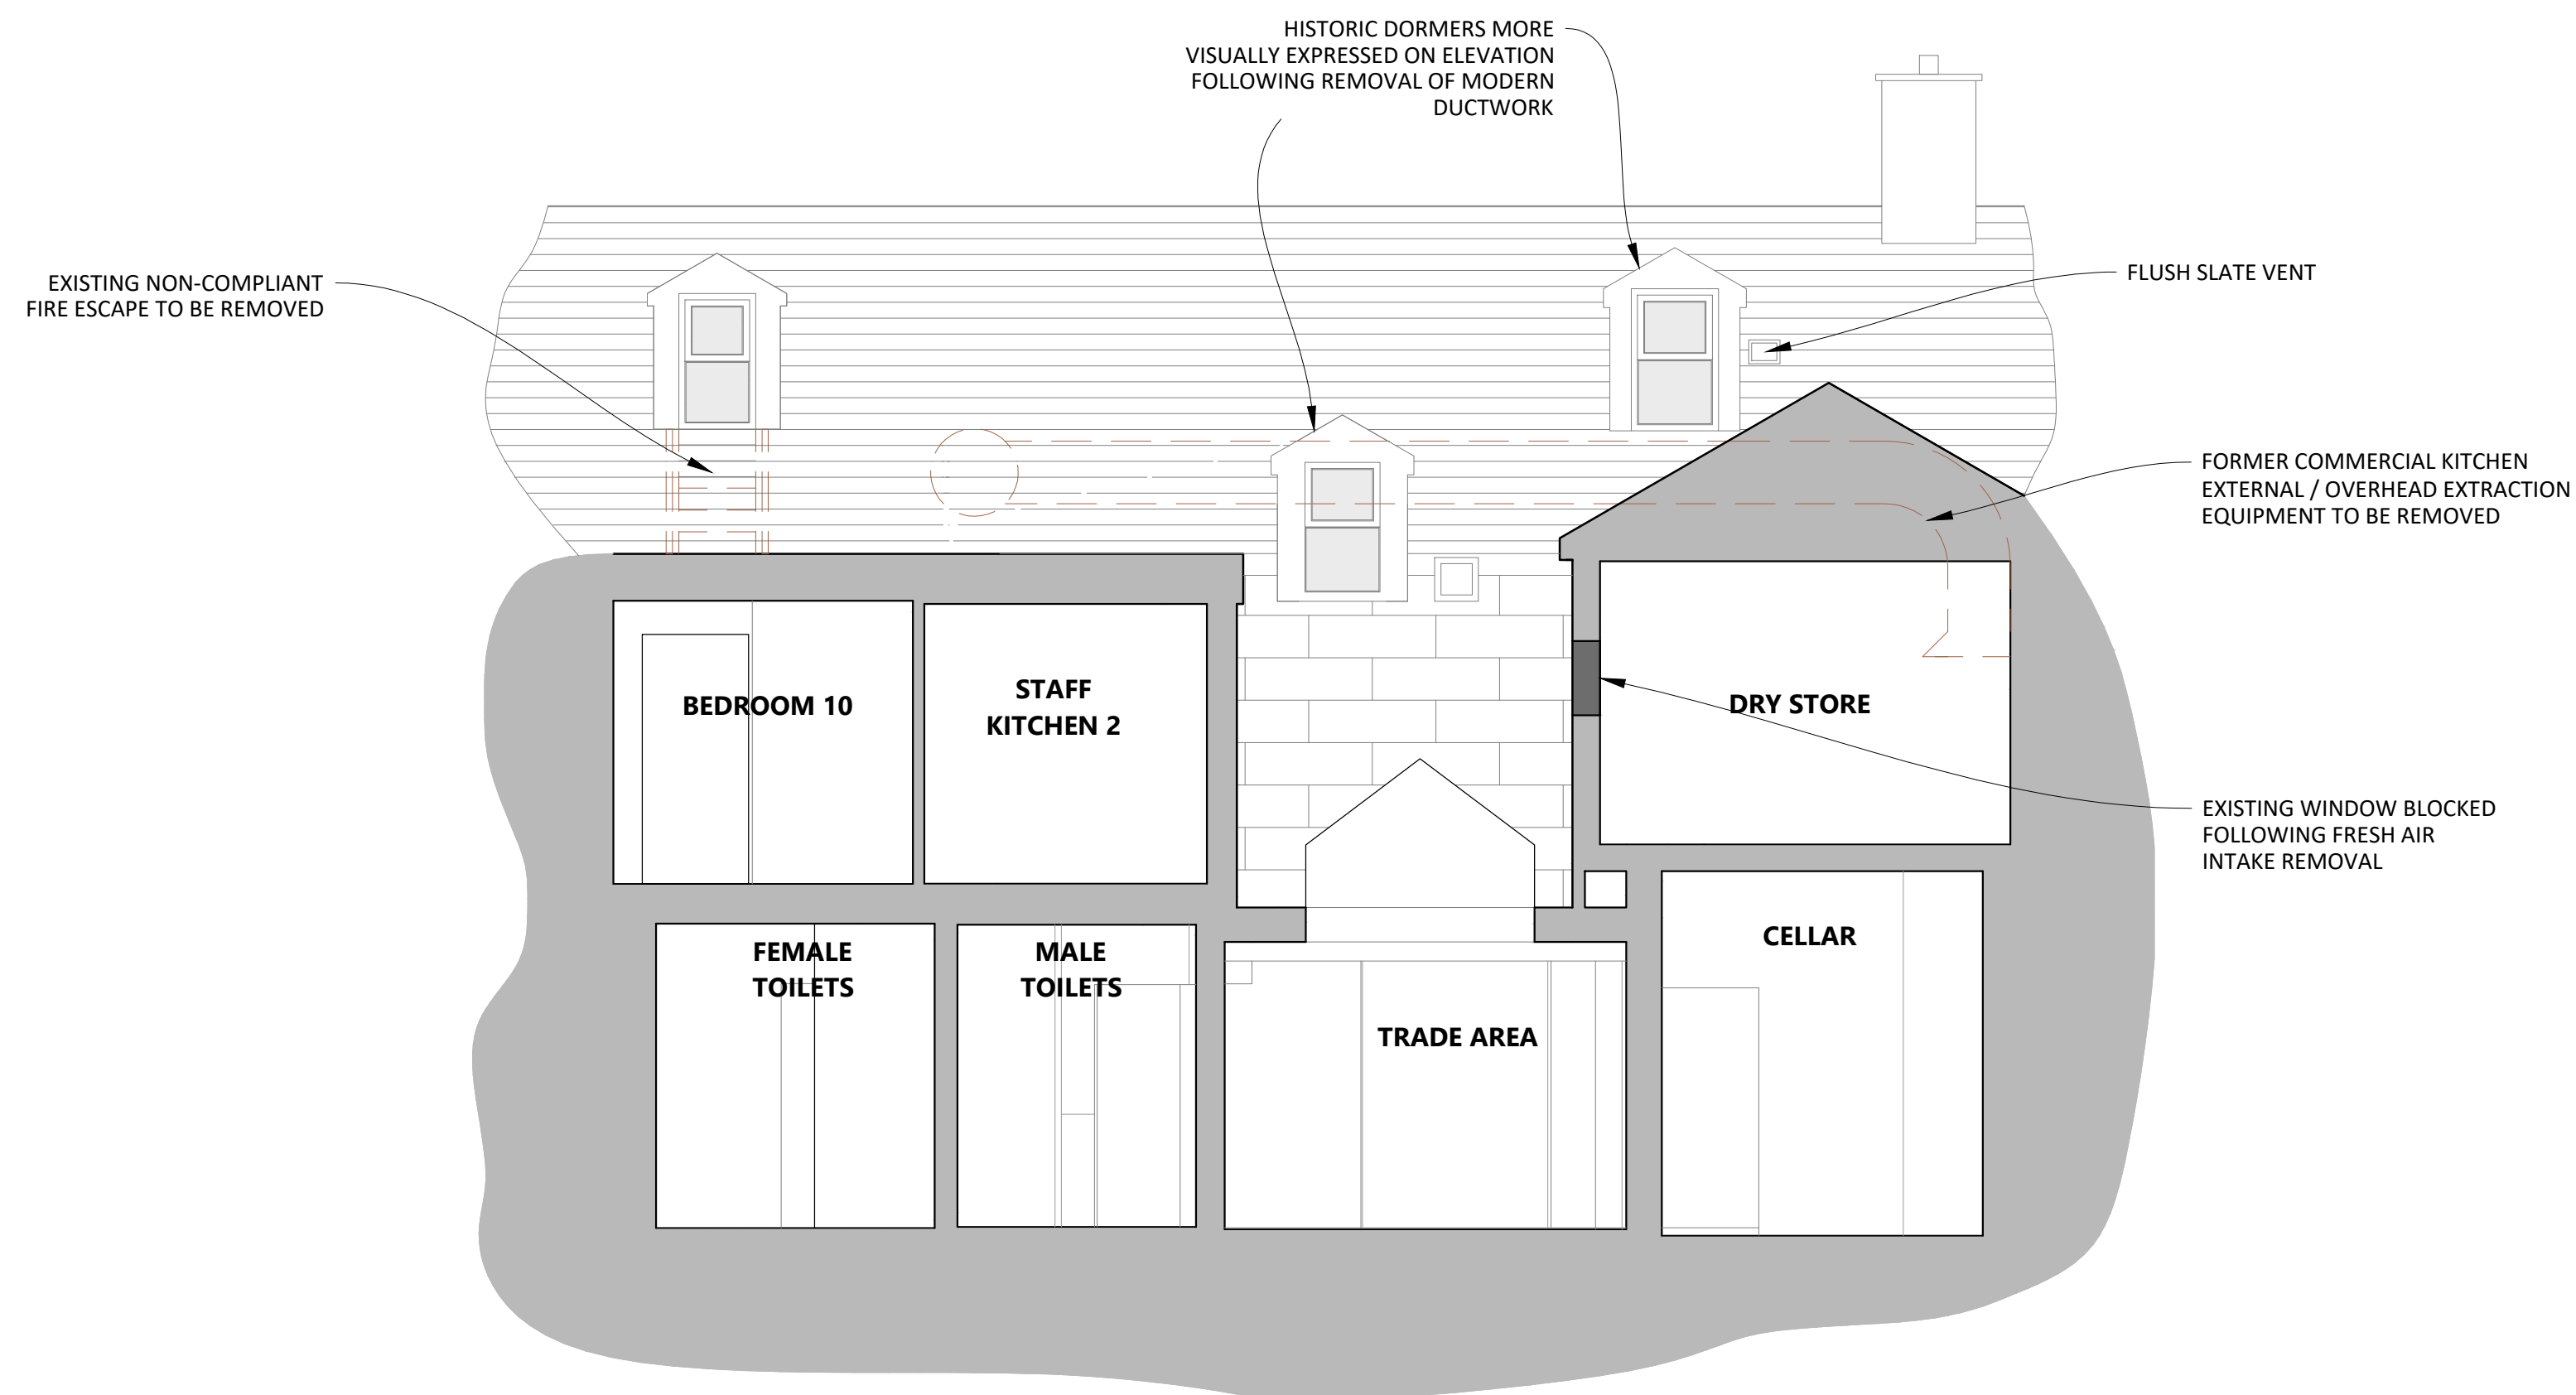 HISTORIC DORMERS MORE
VISUALLY EXPRESSED ON ELEVATION
FOLLOWING REMOVAL OF MODERN
DUCTWORK
EXISTING NON-COMPLIANT
FIRE ESCAPE TO BE REMOVED
FLUSH SLATE VENT
FORMER COMMERCIAL KITCHEN
EXTERNAL / OVERHEAD EXTRACTION
EQUIPMENT TO BE REMOVED
BEDROOM 10
STAFF
KITCHEN 2
DRY STORE
EXISTING WINDOW BLOCKED
FOLLOWING FRESH AIR
INTAKE REMOVAL
FEMALE
TOILETS
MALE
TOILETS
TRADE AREA
CELLAR